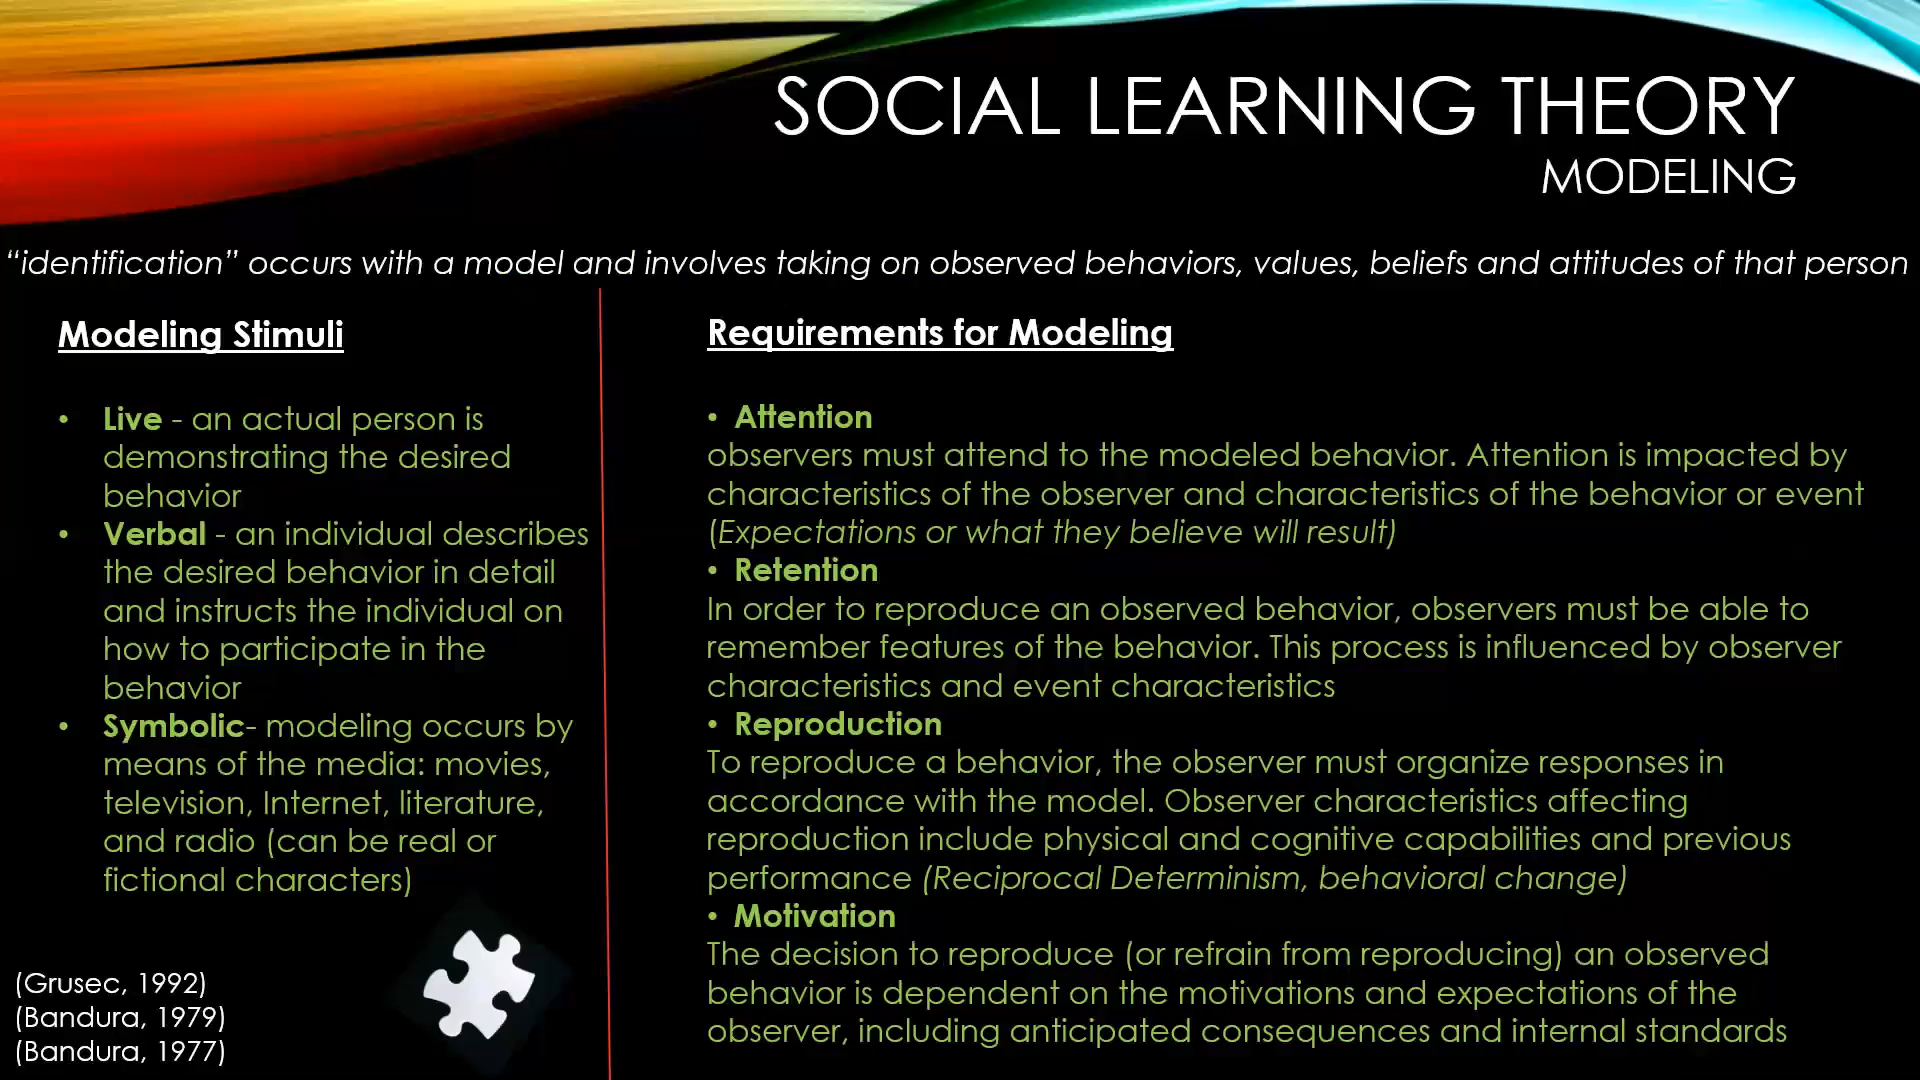 SOCIAL LEARNING THEORY
MODELING
“identification” occurs with a model and involves taking on observed behaviors, values, beliefs and attitudes of that person
Modeling Stimuli
• Live - an actual person is
demonstrating the desired
behavior
• Verbal - an individual describes
the desired behavior in detail
and instructs the individual on
how to participate in the
behavior
• Symbolic- modeling occurs by
means of the media: movies,
television, Internet, literature,
and radio (can be real or
fictional characters)
(Grusec, 1992)
(Bandura, 1979)
(Bandura, 1977)
Requirements for Modeling
• Attention
observers must attend to the modeled behavior. Attention is impacted by
characteristics of the observer and characteristics of the behavior or event
(Expectations or what they believe will result)
• Retention
In order to reproduce an observed behavior, observers must be able to
remember features of the behavior. This process is influenced by observer
characteristics and event characteristics
• Reproduction
To reproduce a behavior, the observer must organize responses in
accordance with the model. Observer characteristics affecting
reproduction include physical and cognitive capabilities and previous
performance (Reciprocal Determinism, behavioral change)
• Motivation
The decision to reproduce (or refrain from reproducing) an observed
behavior is dependent on the motivations and expectations of the
observer, including anticipated consequences and internal standards